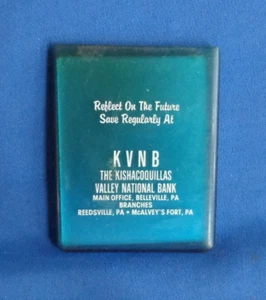 Reflect On The Future
Save Regularly At
KVNB
THE KISHACOQUILLAS
VALLEY NATIONAL BANK
MAIN OFFICE, BELLEVILLE, PA
BRANCHES
REEDSVILLE, PA • McALVEY'S FORT, PA